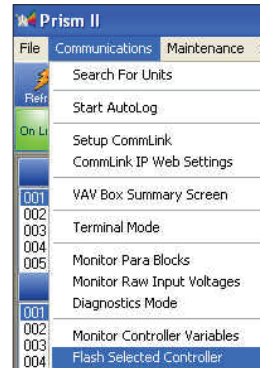 Prism II
File Communications Maintenance
Search For Units
Refr
Start AutoLog
On Li
Setup CommLink
CommLink IP Web Settings
VAV Box Summary Screen
001
002
Terminal Mode
003
004
Monitor Para Blocks
005
Monitor Raw Input Voltages
Diagnostics Mode
001
002
Monitor Controller Variables
003
Flash Selected Controller
004